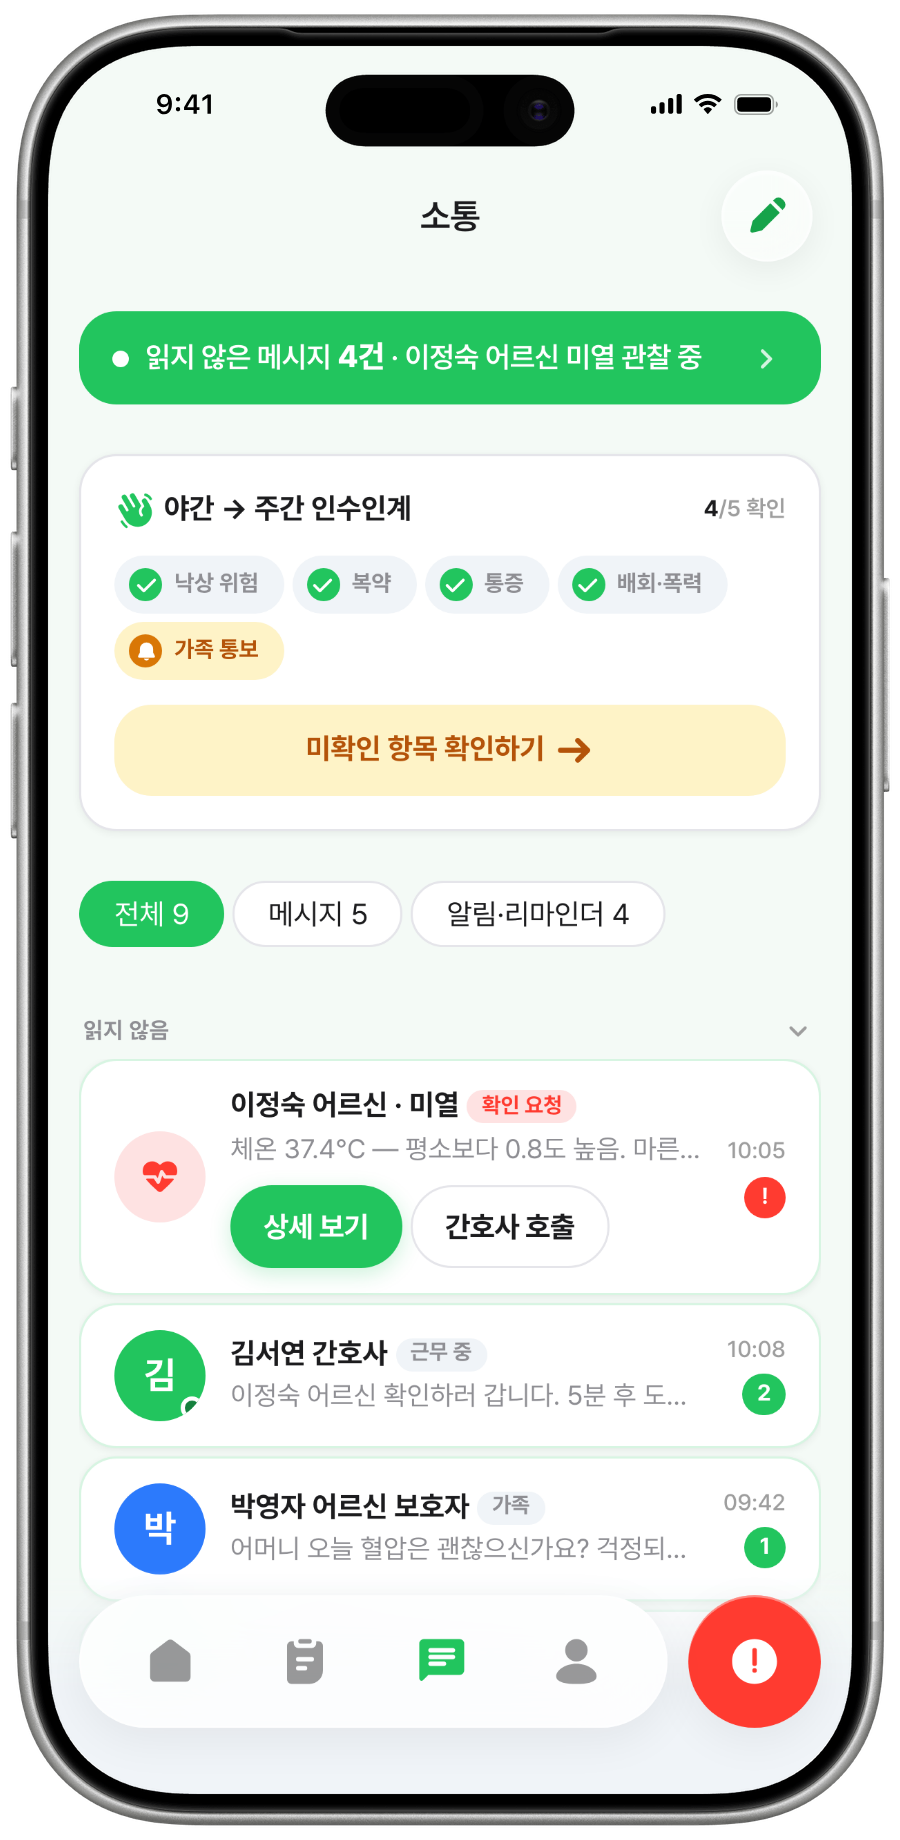 9:41
소통
읽지 않은 메시지 4건 · 이정숙 어르신 미열 관찰 중
야간 → 주간 인수인계
4/5 확인
낙상 위험
복약
통증
배회·폭력
가족 통보
미확인 항목 확인하기 →
전체 9
메시지 5
알림·리마인더 4
읽지 않음
이정숙 어르신 · 미열 확인 요청
체온 37.4°C — 평소보다 0.8도 높음. 마른...
10:05
!
상세 보기
간호사 호출
김
김서연 간호사 근무 중
10:08
이정숙 어르신 확인하러 갑니다. 5분 후 도...
2
박
박영자 어르신 보호자 가족
09:42
어머니 오늘 혈압은 괜찮으신가요? 걱정되...
1